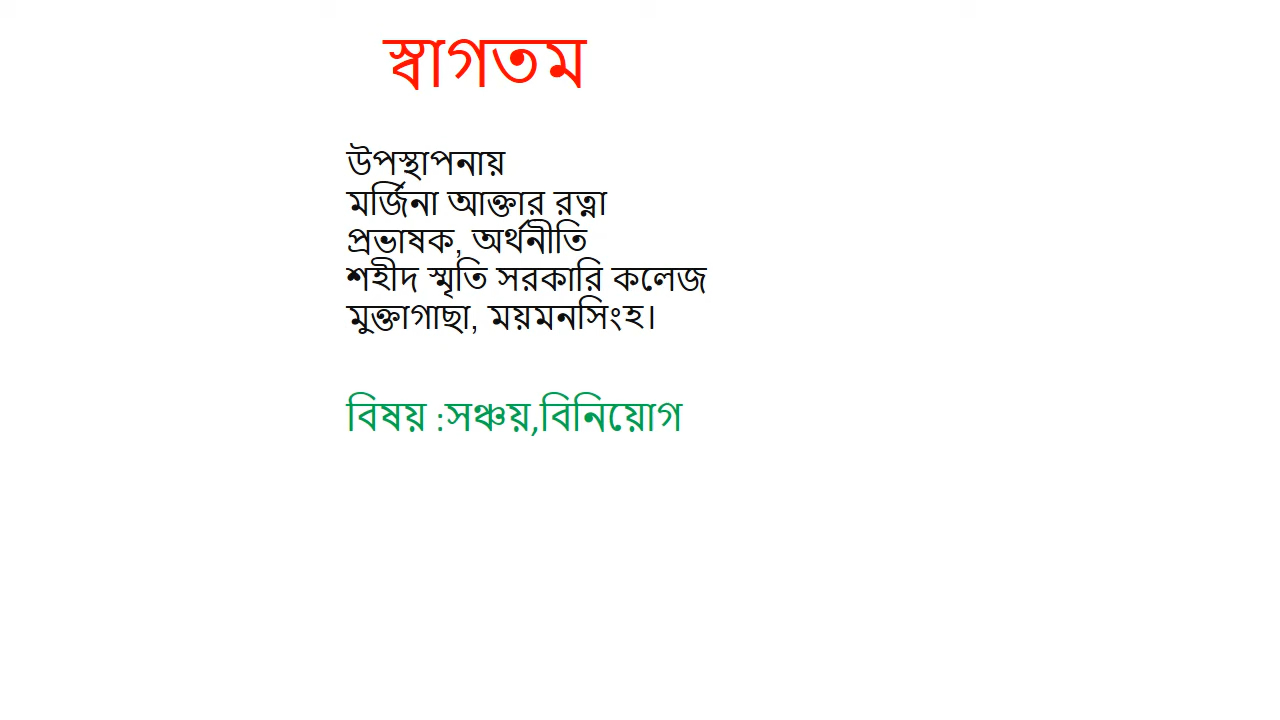 স্বাগতম
উপস্থাপনায়
মর্জিনা আক্তার রত্না
প্রভাষক, অর্থনীতি
শহীদ স্মৃতি সরকারি কলেজ
মুক্তাগাছা, ময়মনসিংহ।
বিষয় :সঞ্চয়,বিনিয়োগ